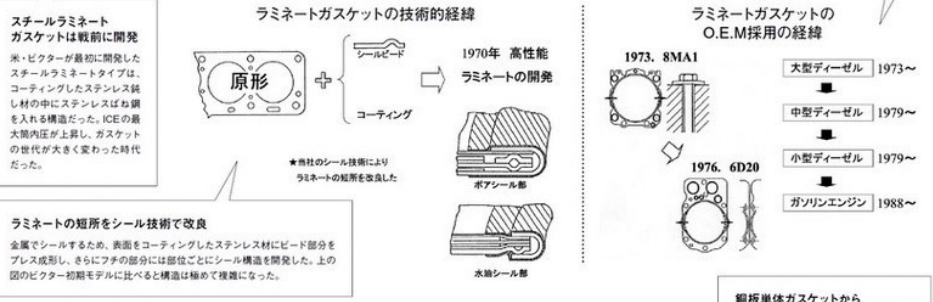 スチールラミネート
ガスケットは戦前に開発
米・ビクターが最初に開発した
スチールラミネートタイプは、
コーティングしたステンレス鈍
し材の中にステンレスばね鋼
を入れる構造だった。ICEの最
大筒内圧が上昇し、ガスケット
の世代が大きく変わった時代
だった。
ラミネートガスケットの技術的経緯
原形
シールビード
コーティング
1970年 高性能
ラミネートの開発
★当社のシール技術により
ラミネートの短所を改良した
ボアシール部
水油シール部
ラミネートの短所をシール技術で改良
金属でシールするため、表面をコーティングしたステンレス材にビード部分を
プレス成形し、さらにフチの部分には部位ごとにシール構造を開発した。上の
図のビクター初期モデルに比べると構造は極めて複雑になった。
ラミネートガスケットの
O.E.M採用の経緯
1973. 8MA1
1976. 6D20
大型ディーゼル 1973〜
中型ディーゼル 1979〜
小型ディーゼル 1979〜
ガソリンエンジン 1988〜
銅板単体ガスケットから